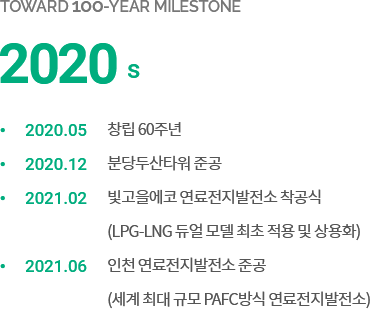 TOWARD 100-YEAR MILESTONE
2020 s
• 2020.05 창립 60주년
• 2020.12 분당두산타워 준공
• 2021.02 빛고을에코 연료전지발전소 착공식
(LPG-LNG 듀얼 모델 최초 적용 및 상용화)
• 2021.06 인천 연료전지발전소 준공
(세계 최대 규모 PAFC방식 연료전지발전소)